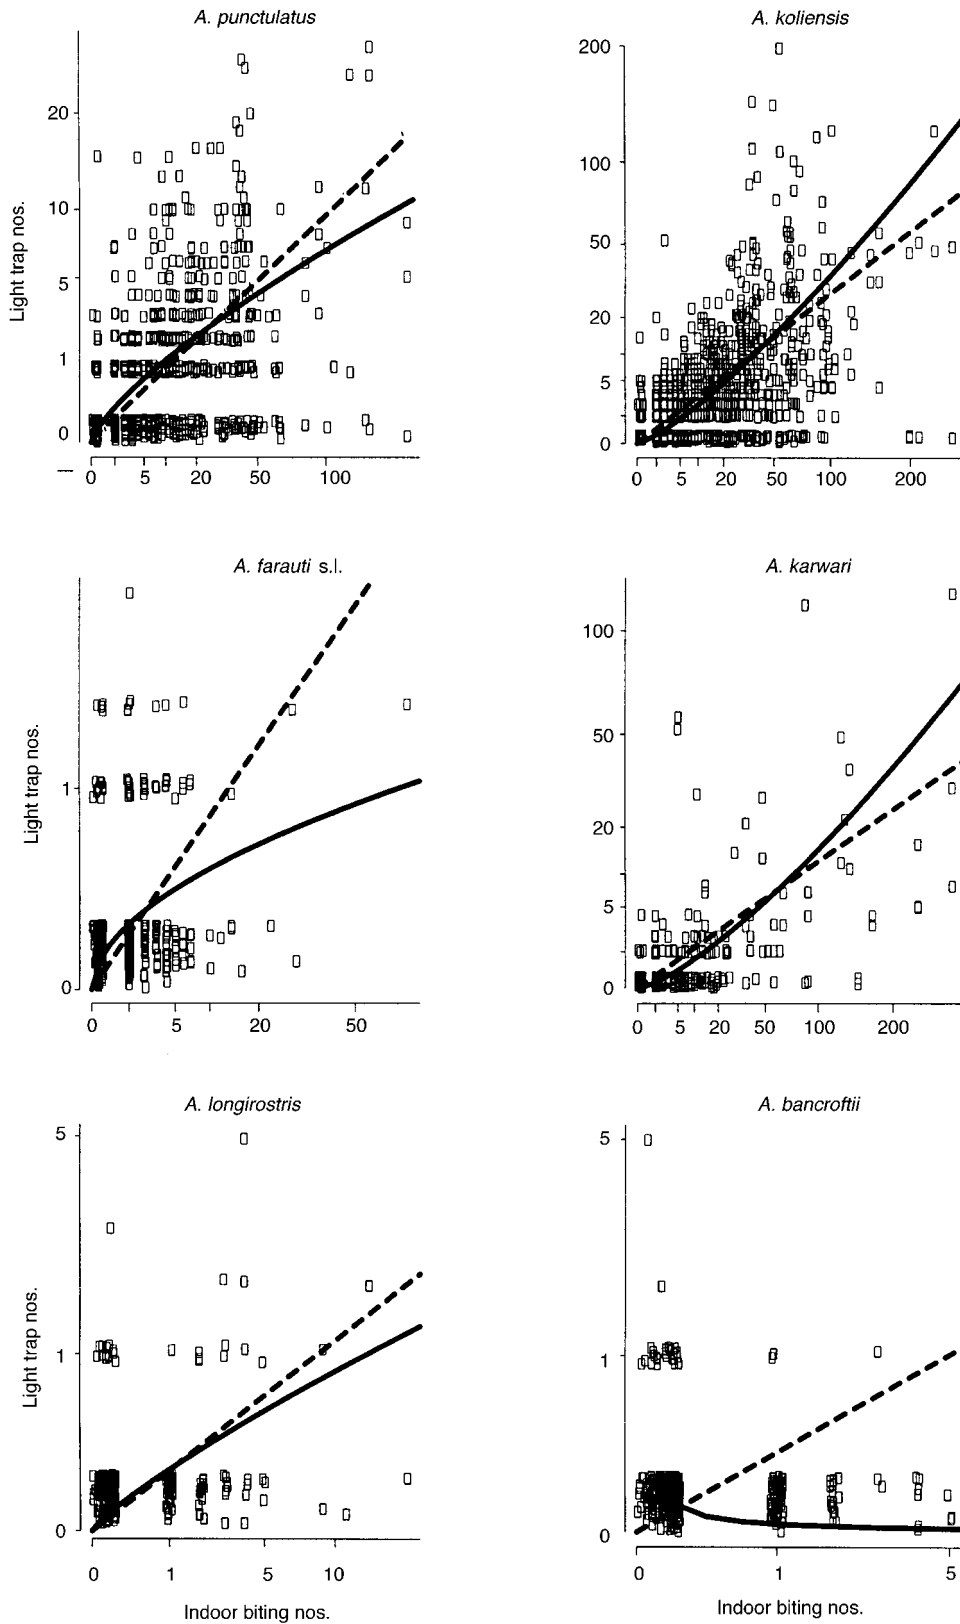 A. punctulatus
Light trap nos.
20
10
5
1
0
0 5 20 50 100
A. koliensis
200
100
50
20
5
0
0 5 20 50 100 200
A. farauti s.l.
Light trap nos.
1
0
0 5 20 50
A. karwari
100
50
20
5
0
0 5 20 50 100 200
A. longirostris
Light trap nos.
5
1
0
0 1 5 10
Indoor biting nos.
A. bancroftii
5
1
0
0 1 5
Indoor biting nos.